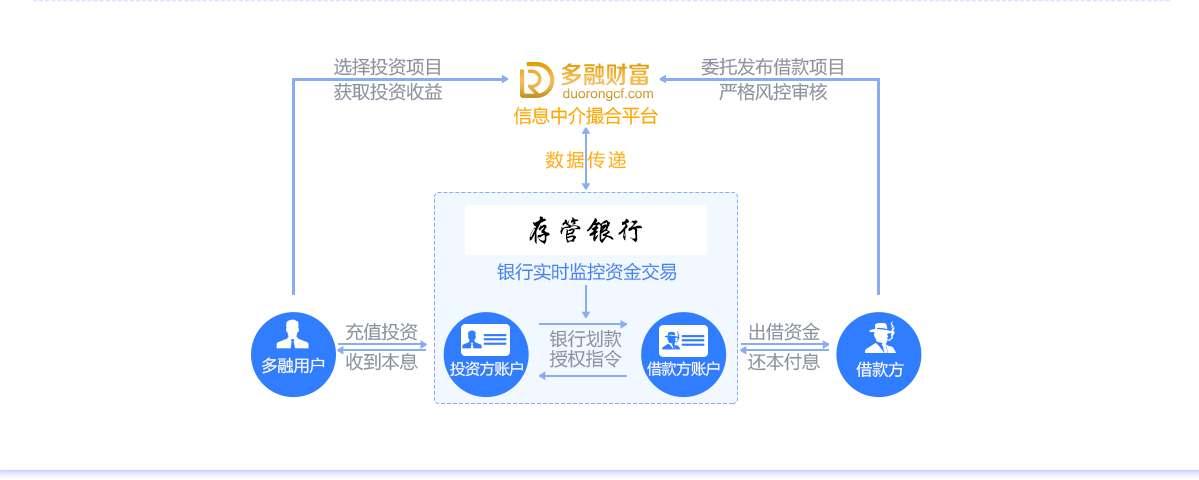 选择投资项目
获取投资收益
多融财富
duorongcf.com
信息中介撮合平台
委托发布借款项目
严格风控审核
数据传递
存管银行
银行实时监控资金交易
多融用户
充值投资
收到本息
投资方账户
银行划款
授权指令
借款方账户
出借资金
还本付息
借款方